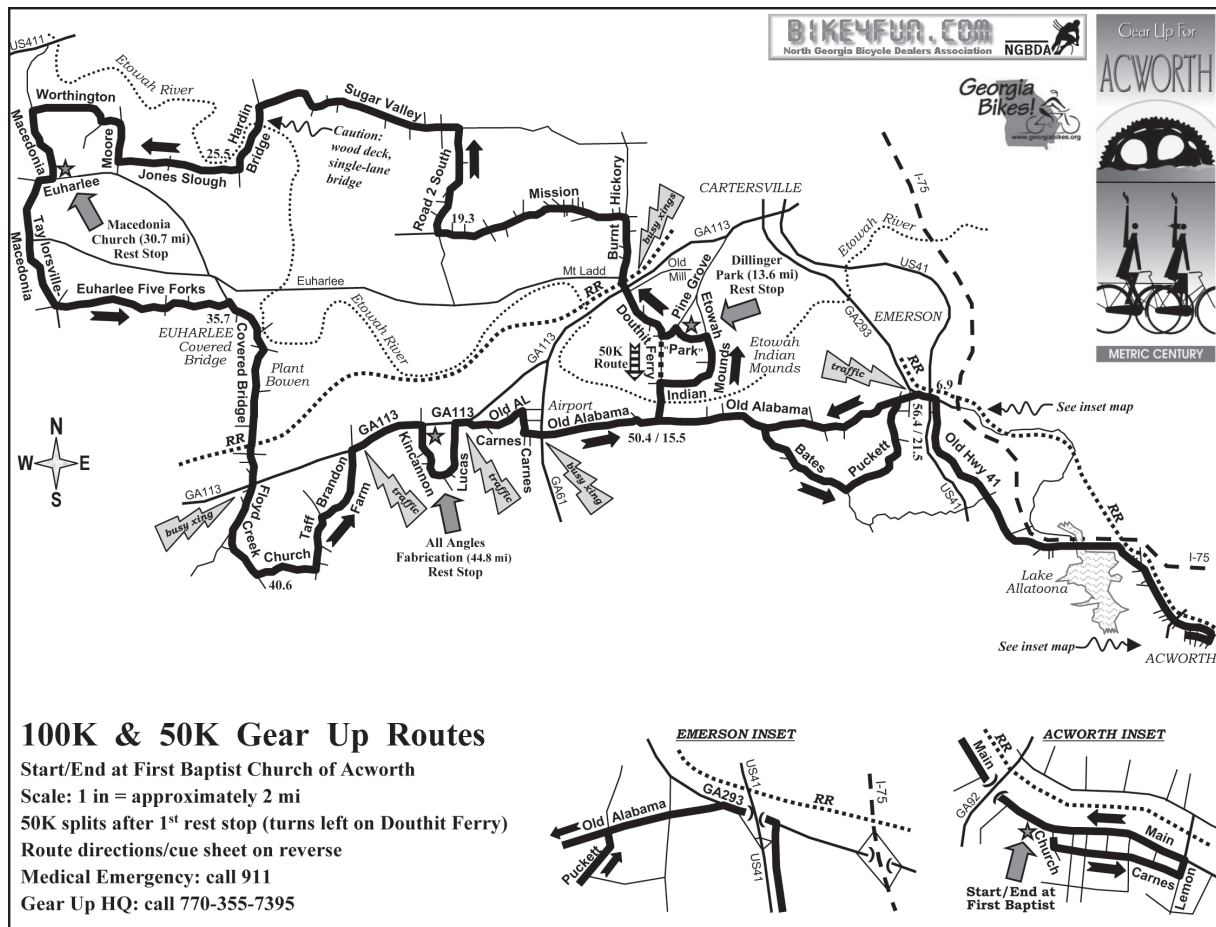 US411
Etowah River
BIKE4FUN.COM
North Georgia Bicycle Dealers Association
NGBDA
Gear Up For
ACWORTH
METRIC CENTURY
Georgia
Bikes!
www.georgiabikes.org
Worthington
Macedonia
Moore
Euharlee
25.5
Jones Slough
Hardin
Bridge
Sugar Valley
Caution:
wood deck,
single-lane
bridge
Road 2 South
19.3
Mission
Burnt Hickory
busy xings
CARTERSVILLE
GA113
I-75
Etowah River
US41
Macedonia
Church (30.7 mi)
Rest Stop
Taylorsville
Macedonia
Euharlee Five Forks
Euharlee
35.7
EUHARLEE
Covered
Bridge
Covered Bridge
Plant
Bowen
Etowah River
RR
Mt Ladd
RR
Old
Mill
Pine Grove
Dillinger
Park (13.6 mi)
Rest Stop
GA113
Douthit
Ferry
50K
Route
"Park"
Etowah
Mounds
Indian
Etowah
Indian
Mounds
GA293
EMERSON
traffic
RR
6.9
See inset map
GA113
Old AL
Airport
Old Alabama
Old Alabama
50.4 / 15.5
56.4 / 21.5
Bates
Puckett
Old Hwy 41
US41
RR
I-75
Lake
Allatoona
See inset map
ACWORTH
N
W
E
S
GA113
busy xing
Floyd
Creek
Church
40.6
Taff
Brandon
Farm
traffic
Kincannon
Lucas
Carnes
Carnes
traffic
GA61
busy xing
All Angles
Fabrication (44.8 mi)
Rest Stop
100K & 50K Gear Up Routes
Start/End at First Baptist Church of Acworth
Scale: 1 in = approximately 2 mi
50K splits after 1st rest stop (turns left on Douthit Ferry)
Route directions/cue sheet on reverse
Medical Emergency: call 911
Gear Up HQ: call 770-355-7395
EMERSON INSET
Old Alabama
GA293
US41
RR
I-75
Puckett
US41
ACWORTH INSET
Main
RR
GA92
Church
Main
Carnes
Lemon
Start/End at
First Baptist